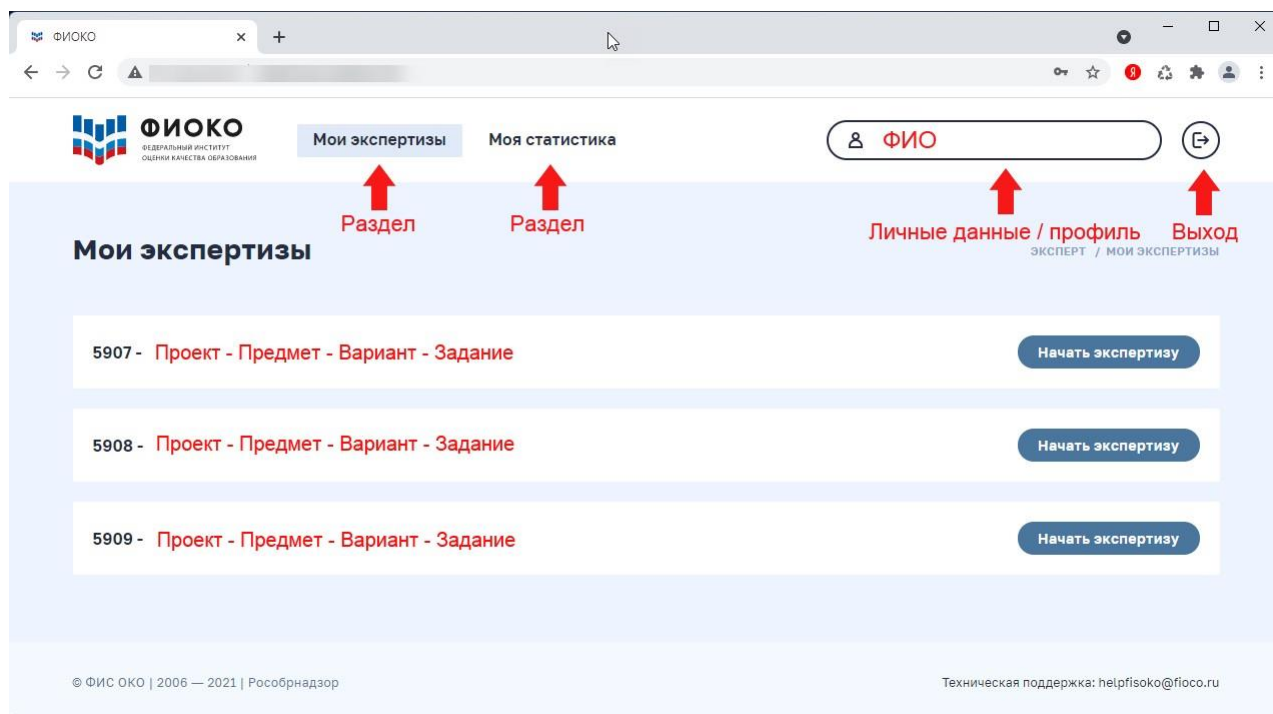 ФИОКО
ФИОКО
ФЕДЕРАЛЬНЫЙ ИНСТИТУТ
ОЦЕНКИ КАЧЕСТВА ОБРАЗОВАНИЯ
Мои экспертизы
Моя статистика
ФИО
Раздел
Раздел
Личные данные / профиль
Выход
Мои экспертизы
ЭКСПЕРТ / МОИ ЭКСПЕРТИЗЫ
5907 - Проект - Предмет - Вариант - Задание
Начать экспертизу
5908 - Проект - Предмет - Вариант - Задание
Начать экспертизу
5909 - Проект - Предмет - Вариант - Задание
Начать экспертизу
© ФИС ОКО | 2006 — 2021 | Рособрнадзор
Техническая поддержка: helpfisoko@fioco.ru